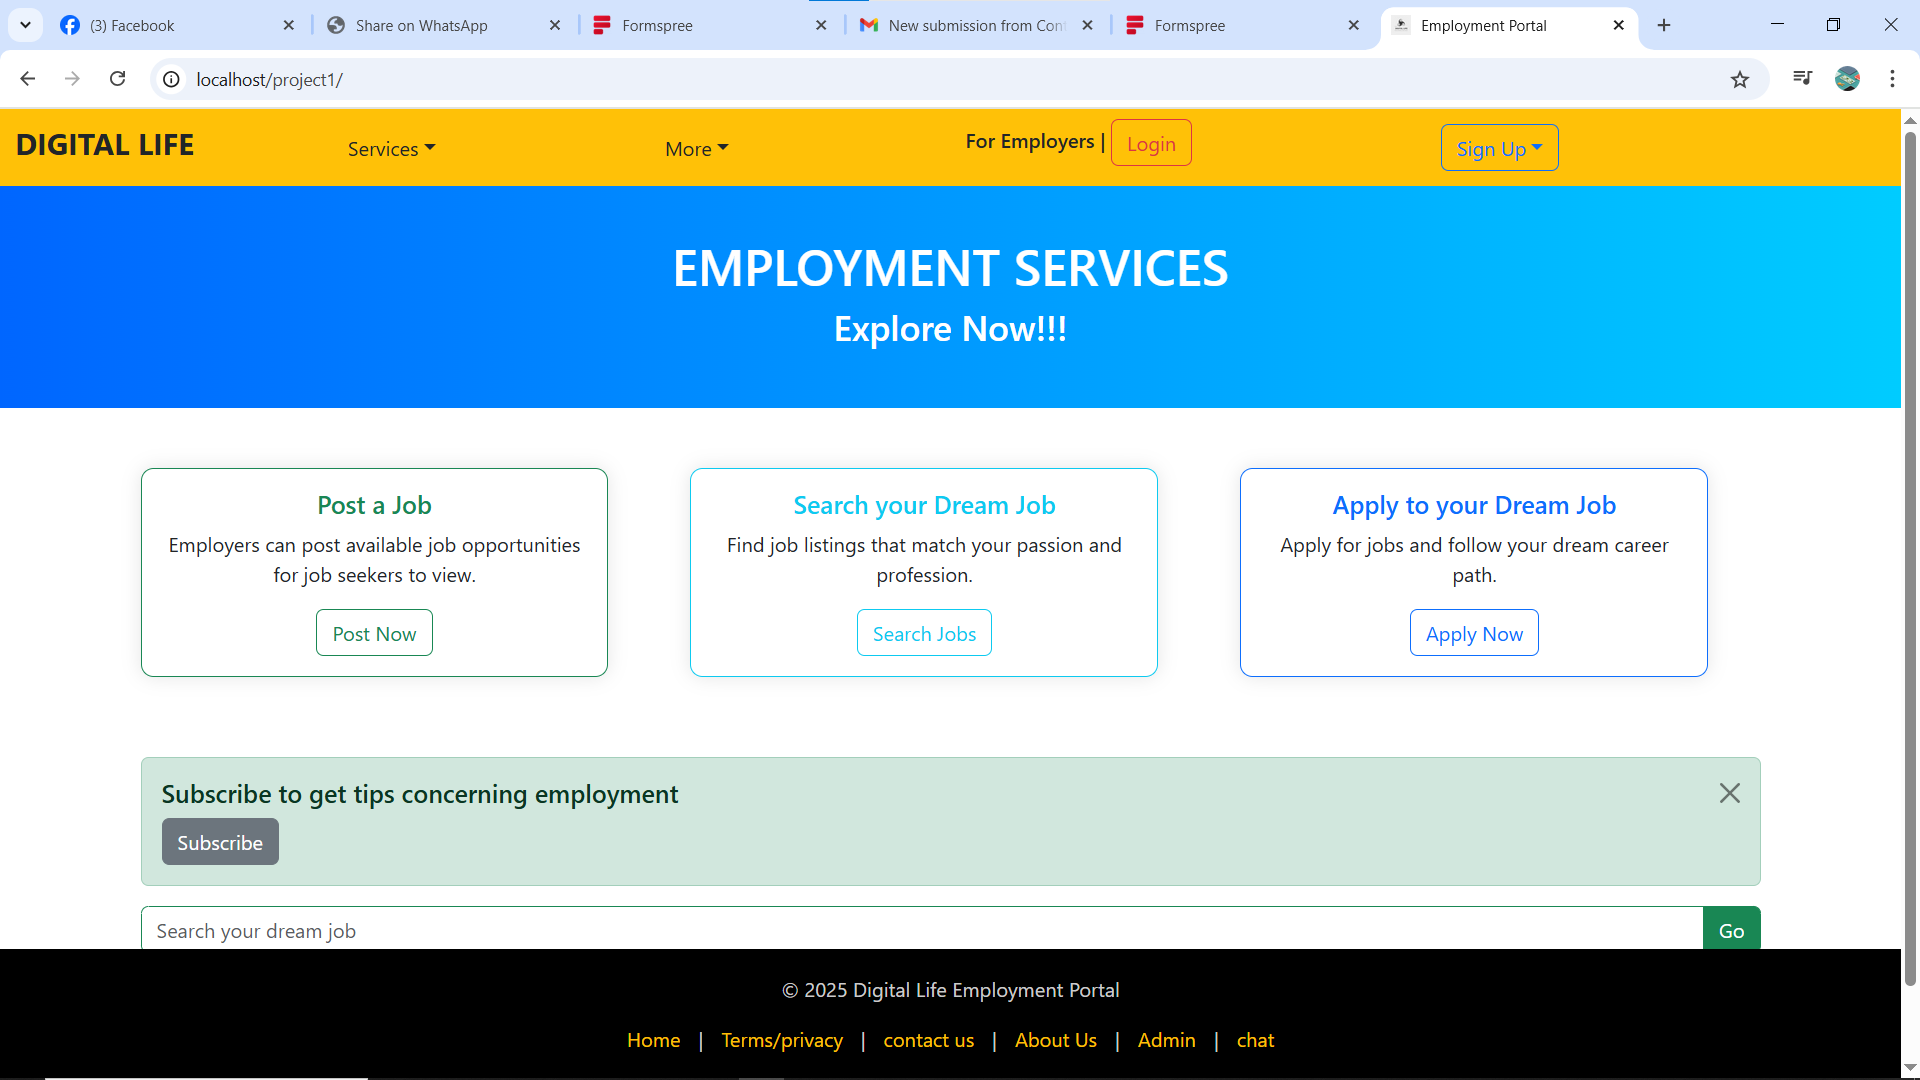 (3) Facebook
Share on WhatsApp
Formspree
New submission from Con
Formspree
Employment Portal
localhost/project1/
DIGITAL LIFE
Services
More
For Employers |
Login
Sign Up
EMPLOYMENT SERVICES
Explore Now!!!
Post a Job
Employers can post available job opportunities
for job seekers to view.
Post Now
Search your Dream Job
Find job listings that match your passion and
profession.
Search Jobs
Apply to your Dream Job
Apply for jobs and follow your dream career
path.
Apply Now
Subscribe to get tips concerning employment
Subscribe
Search your dream job
Go
© 2025 Digital Life Employment Portal
Home | Terms/privacy | contact us | About Us | Admin | chat